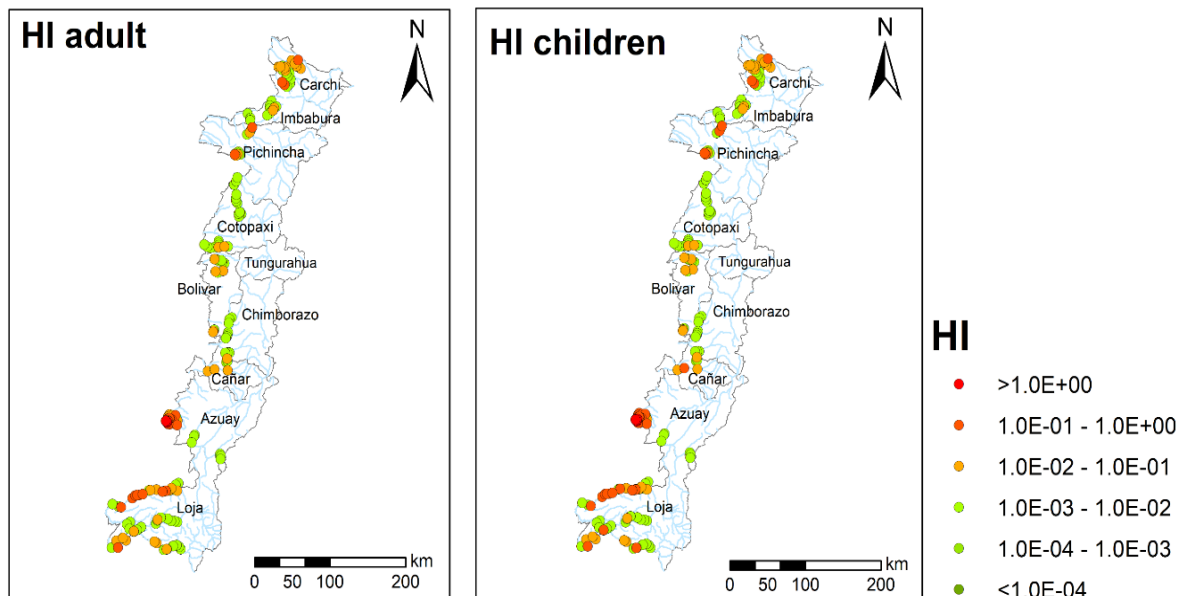 HI adult
N
Carchi
Imbabura
Pichincha
Cotopaxi
Tungurahua
Bolivar
Chimborazo
Cañar
Azuay
Loja
km
0 50 100 200
HI children
N
Carchi
Imbabura
Pichincha
Cotopaxi
Tungurahua
Bolivar
Chimborazo
Cañar
Azuay
Loja
km
0 50 100 200
HI
>1.0E+00
1.0E-01 - 1.0E+00
1.0E-02 - 1.0E-01
1.0E-03 - 1.0E-02
1.0E-04 - 1.0E-03
<1.0E-04